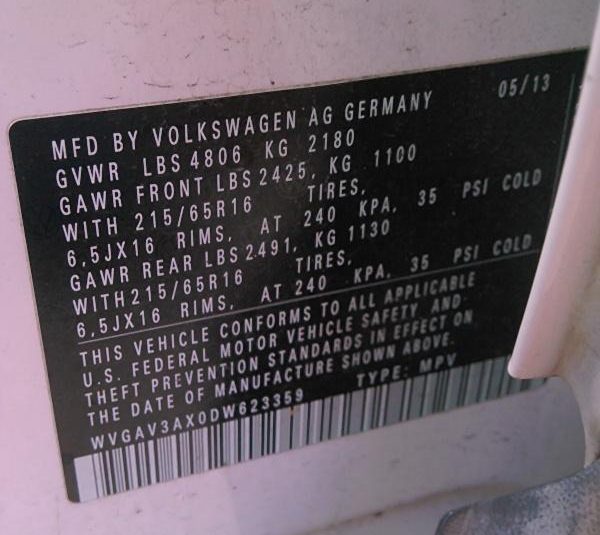 MFD BY VOLKSWAGEN AG GERMANY 05/13
GVWR LBS 4806 KG 2180
GAWR FRONT LBS 2425, KG 1100
WITH 215/65R16 TIRES,
6,5JX16 RIMS, AT 240 KPA, 35 PSI COLD
GAWR REAR LBS 2491, KG 1130
WITH 215/65R16 TIRES,
6,5JX16 RIMS, AT 240 KPA, 35 PSI COLD
THIS VEHICLE CONFORMS TO ALL APPLICABLE
U.S. FEDERAL MOTOR VEHICLE SAFETY AND
THEFT PREVENTION STANDARDS IN EFFECT ON
THE DATE OF MANUFACTURE SHOWN ABOVE.
WVGAV3AX0DW623359 TYPE: MPV